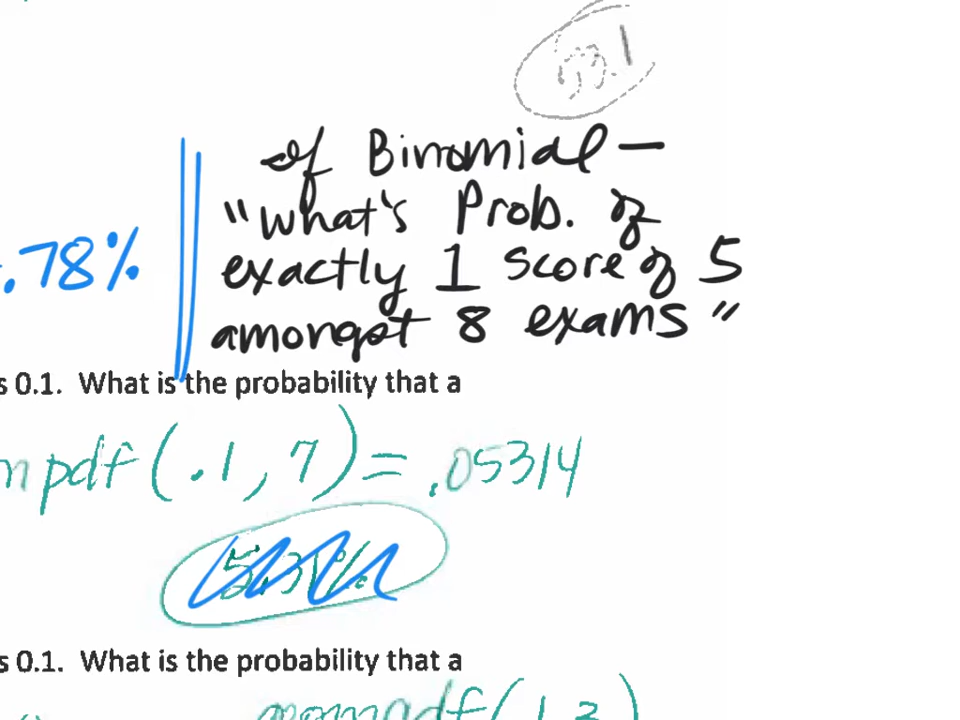 of Binomial –
"what's Prob. of
exactly 1 score of 5
amongst 8 exams"
.78%
s 0.1. What is the probability that a
mpdf(.1,7)= .05314
s 0.1. What is the probability that a